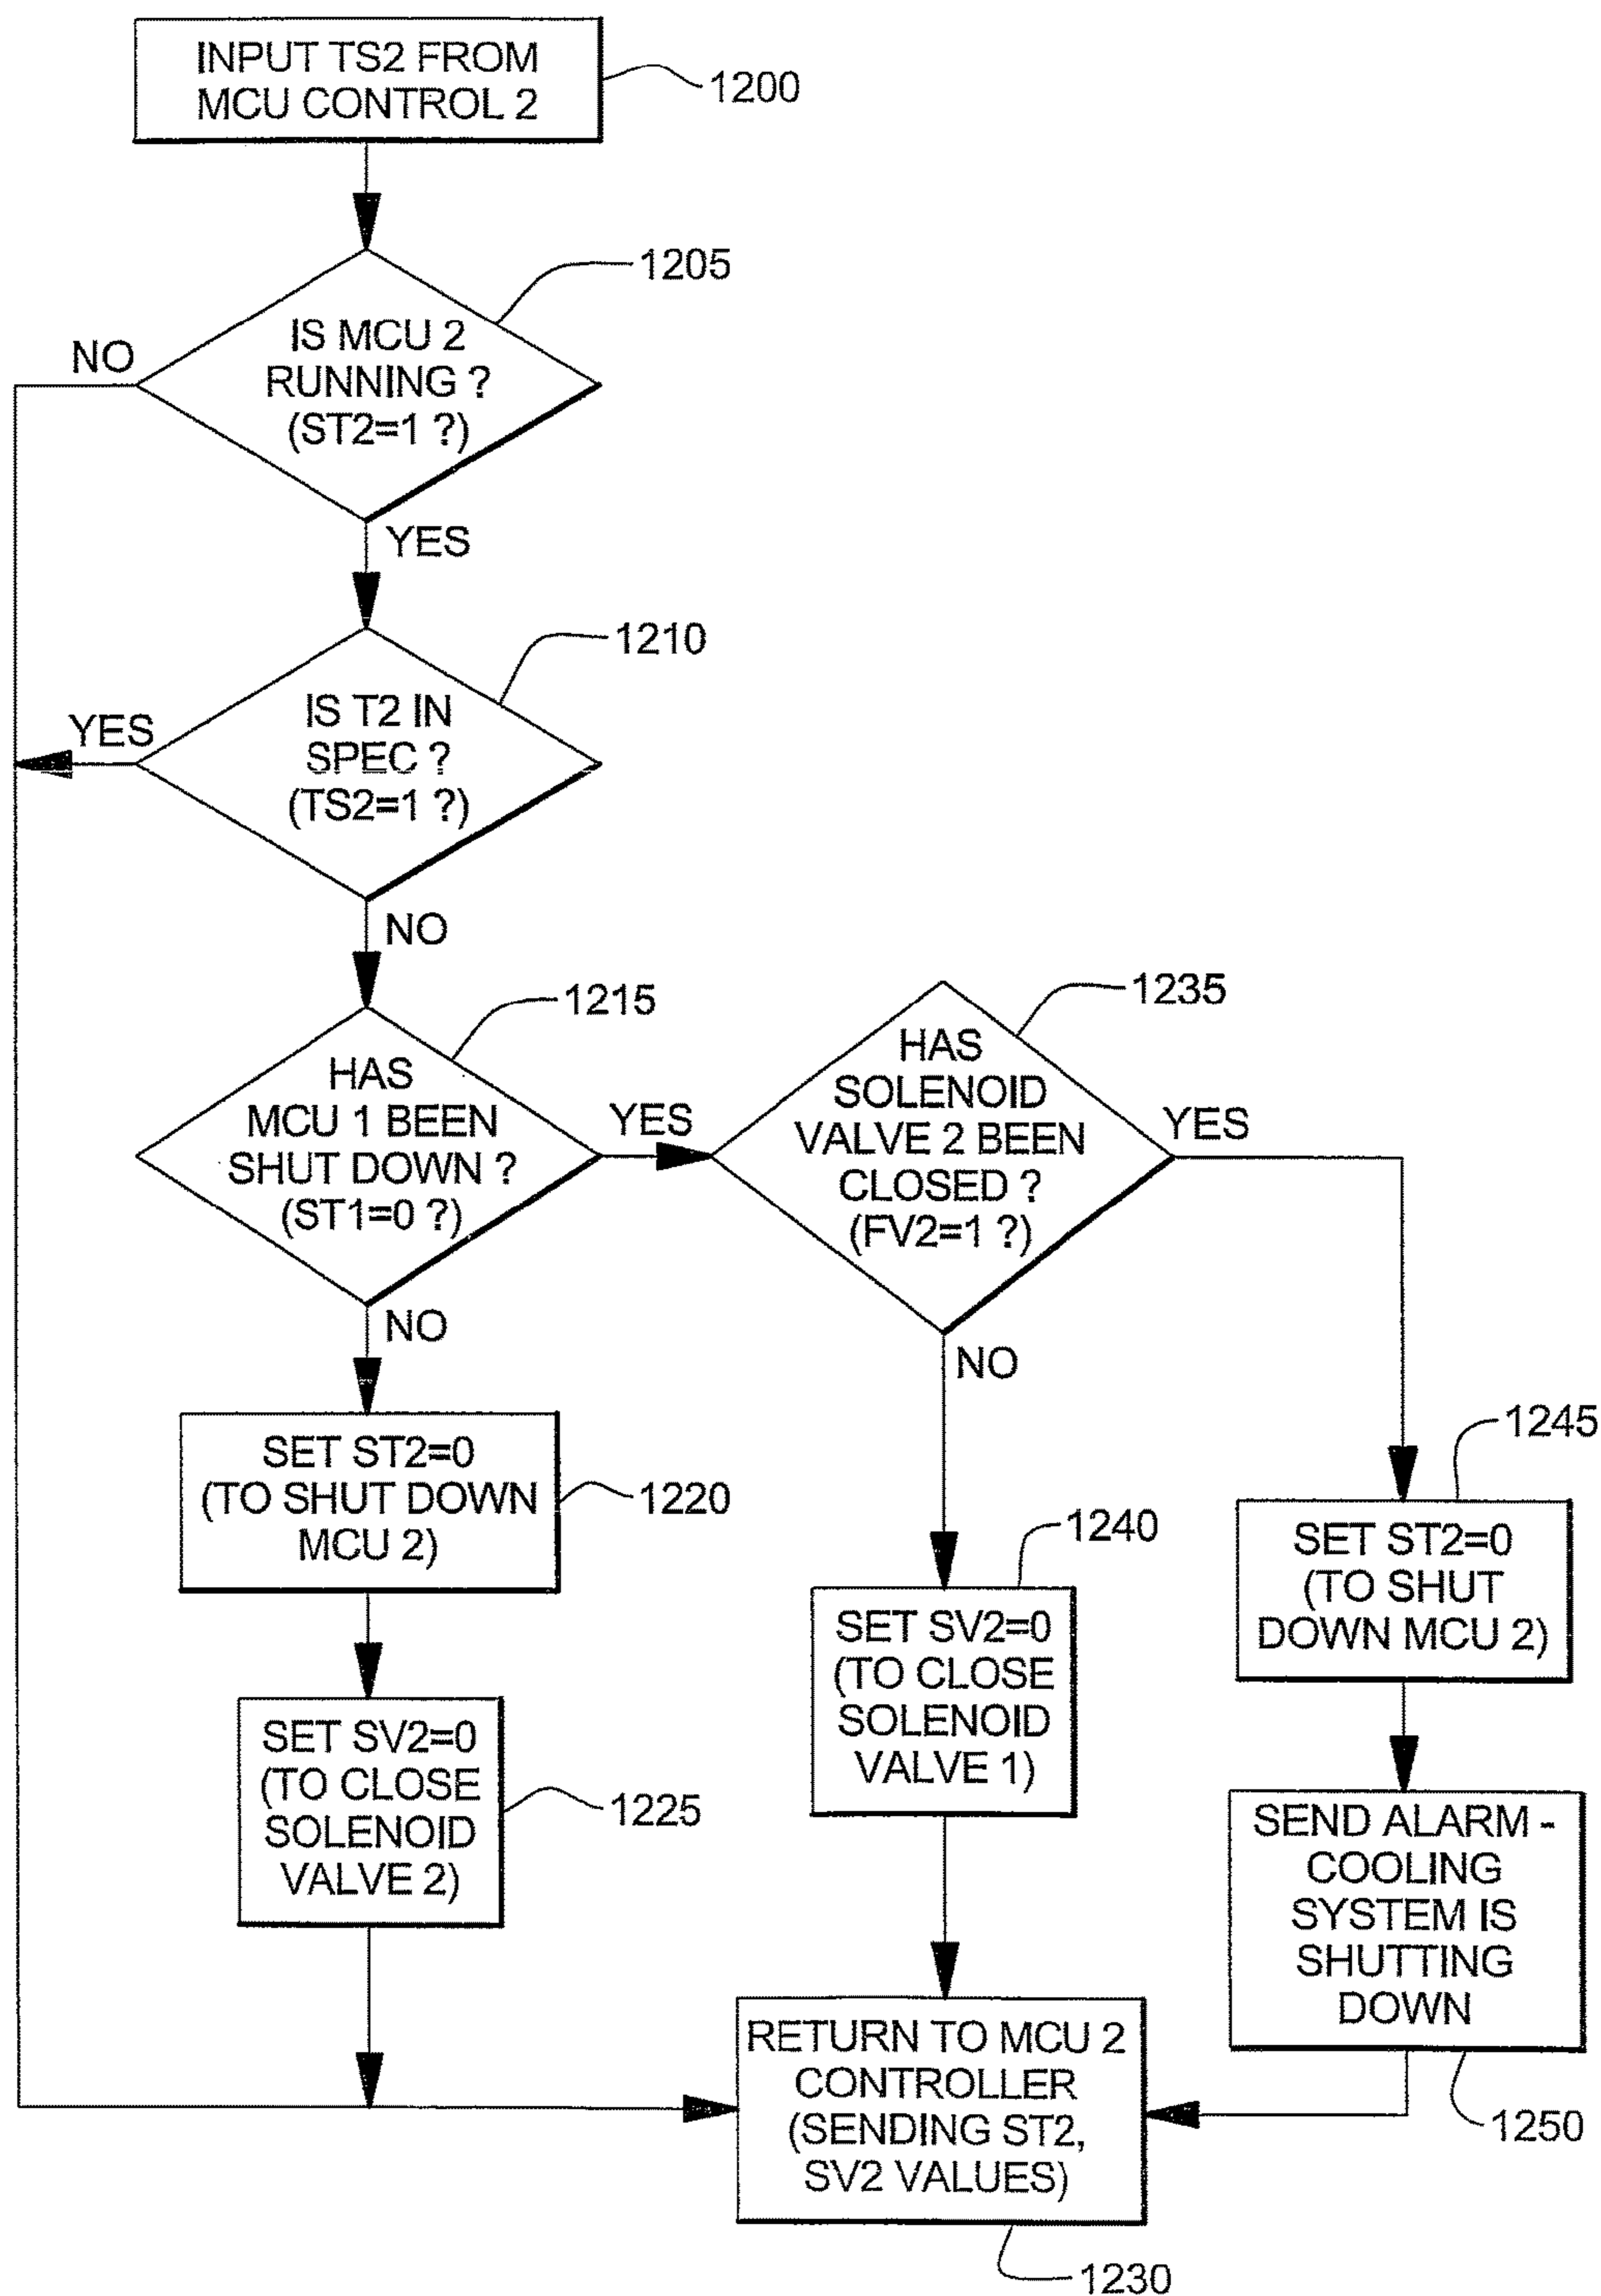 INPUT TS2 FROM
MCU CONTROL 2
1200
1205
IS MCU 2
RUNNING ?
(ST2=1 ?)
NO
YES
1210
IS T2 IN
SPEC ?
(TS2=1 ?)
YES
NO
1215
HAS
MCU 1 BEEN
SHUT DOWN ?
(ST1=0 ?)
YES
NO
1235
HAS
SOLENOID
VALVE 2 BEEN
CLOSED ?
(FV2=1 ?)
YES
NO
SET ST2=0
(TO SHUT DOWN
MCU 2)
1220
SET SV2=0
(TO CLOSE
SOLENOID
VALVE 2)
1225
1240
SET SV2=0
(TO CLOSE
SOLENOID
VALVE 1)
1245
SET ST2=0
(TO SHUT
DOWN MCU 2)
SEND ALARM -
COOLING
SYSTEM IS
SHUTTING
DOWN
1250
RETURN TO MCU 2
CONTROLLER
(SENDING ST2,
SV2 VALUES)
1230